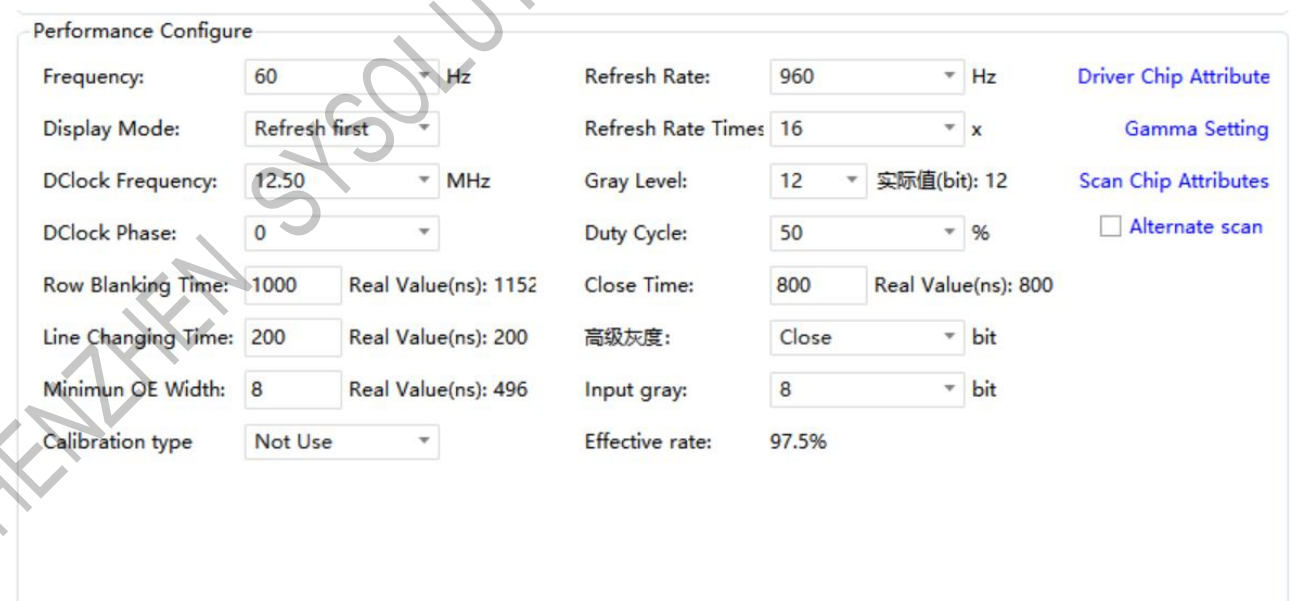 Performance Configure
Frequency: 60 Hz Refresh Rate: 960 Hz Driver Chip Attribute
Display Mode: Refresh first Refresh Rate Times 16 x Gamma Setting
DClock Frequency: 12.50 MHz Gray Level: 12 实际值(bit): 12 Scan Chip Attributes
DClock Phase: 0 Duty Cycle: 50 % Alternate scan
Row Blanking Time: 1000 Real Value(ns): 1152 Close Time: 800 Real Value(ns): 800
Line Changing Time: 200 Real Value(ns): 200 高级灰度: Close bit
Minimun OE Width: 8 Real Value(ns): 496 Input gray: 8 bit
Calibration type Not Use Effective rate: 97.5%